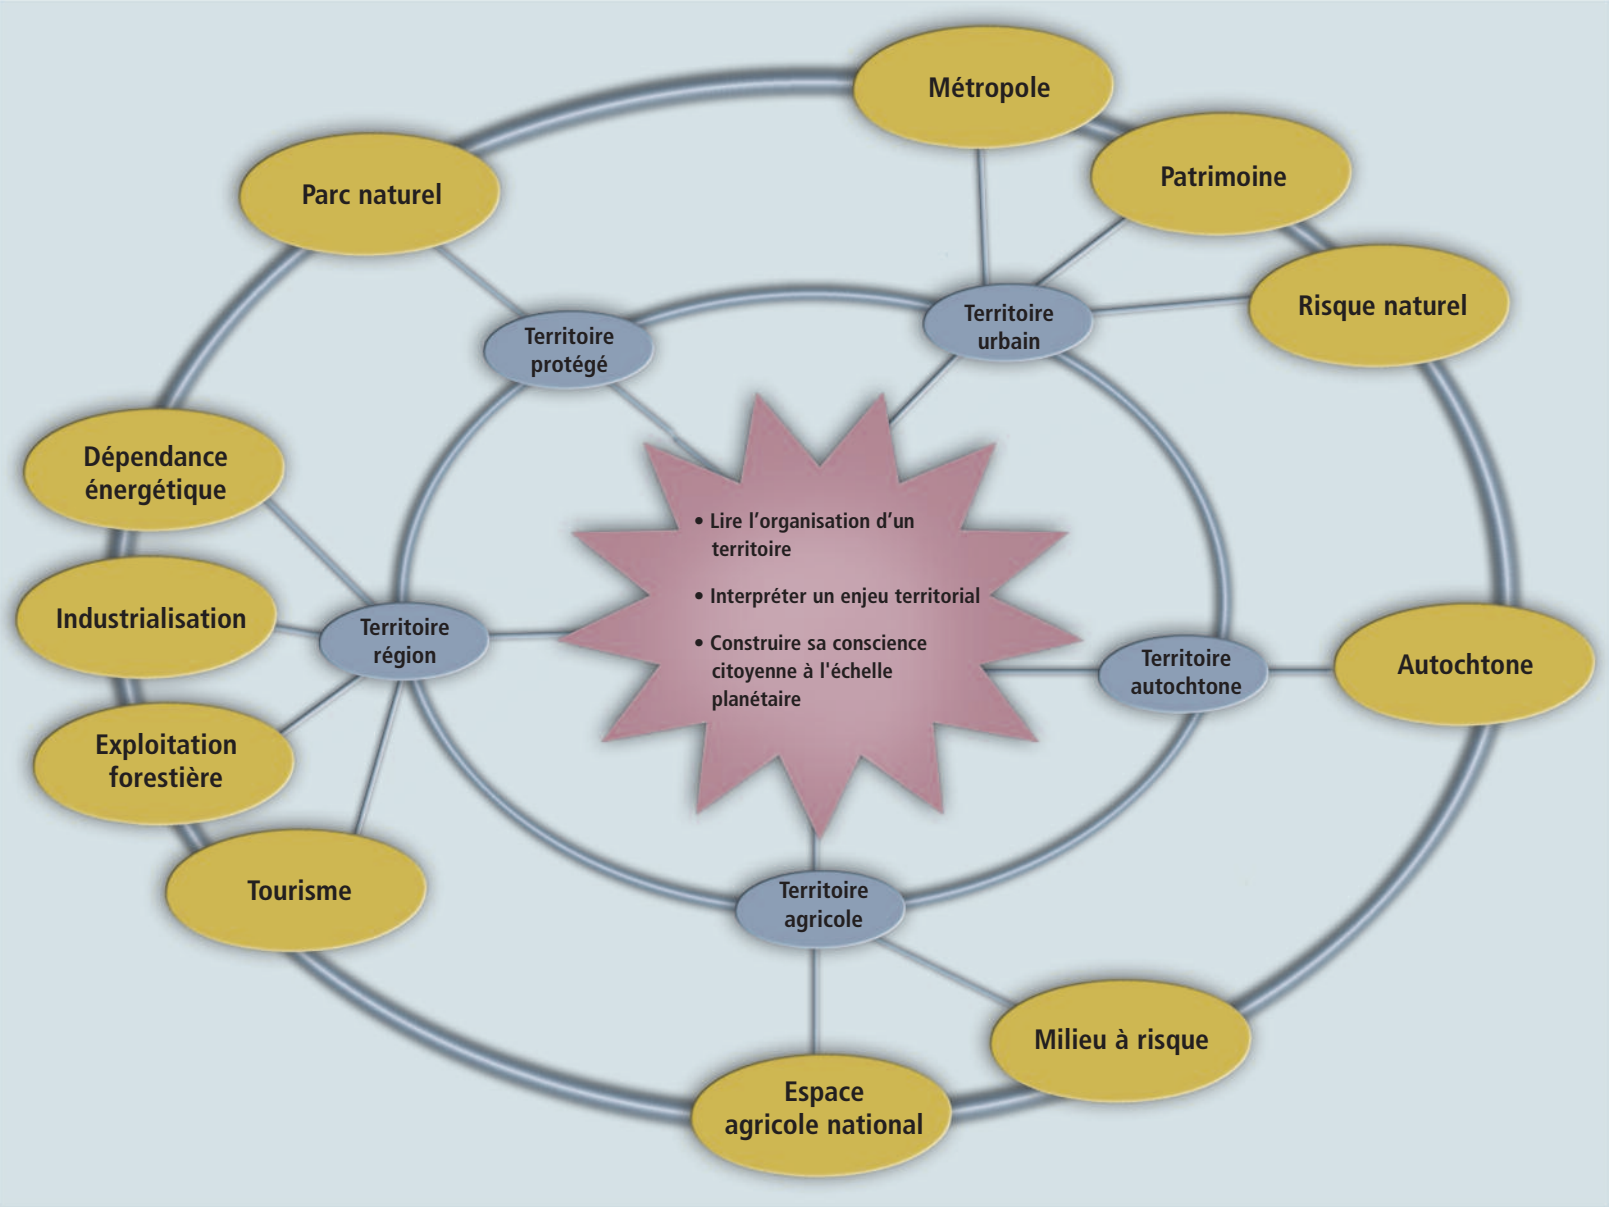 Métropole
Patrimoine
Parc naturel
Risque naturel
Territoire
urbain
Territoire
protégé
Dépendance
énergétique
• Lire l’organisation d’un
territoire
• Interpréter un enjeu territorial
• Construire sa conscience
citoyenne à l'échelle
planétaire
Industrialisation
Territoire
région
Territoire
autochtone
Autochtone
Exploitation
forestière
Tourisme
Territoire
agricole
Milieu à risque
Espace
agricole national